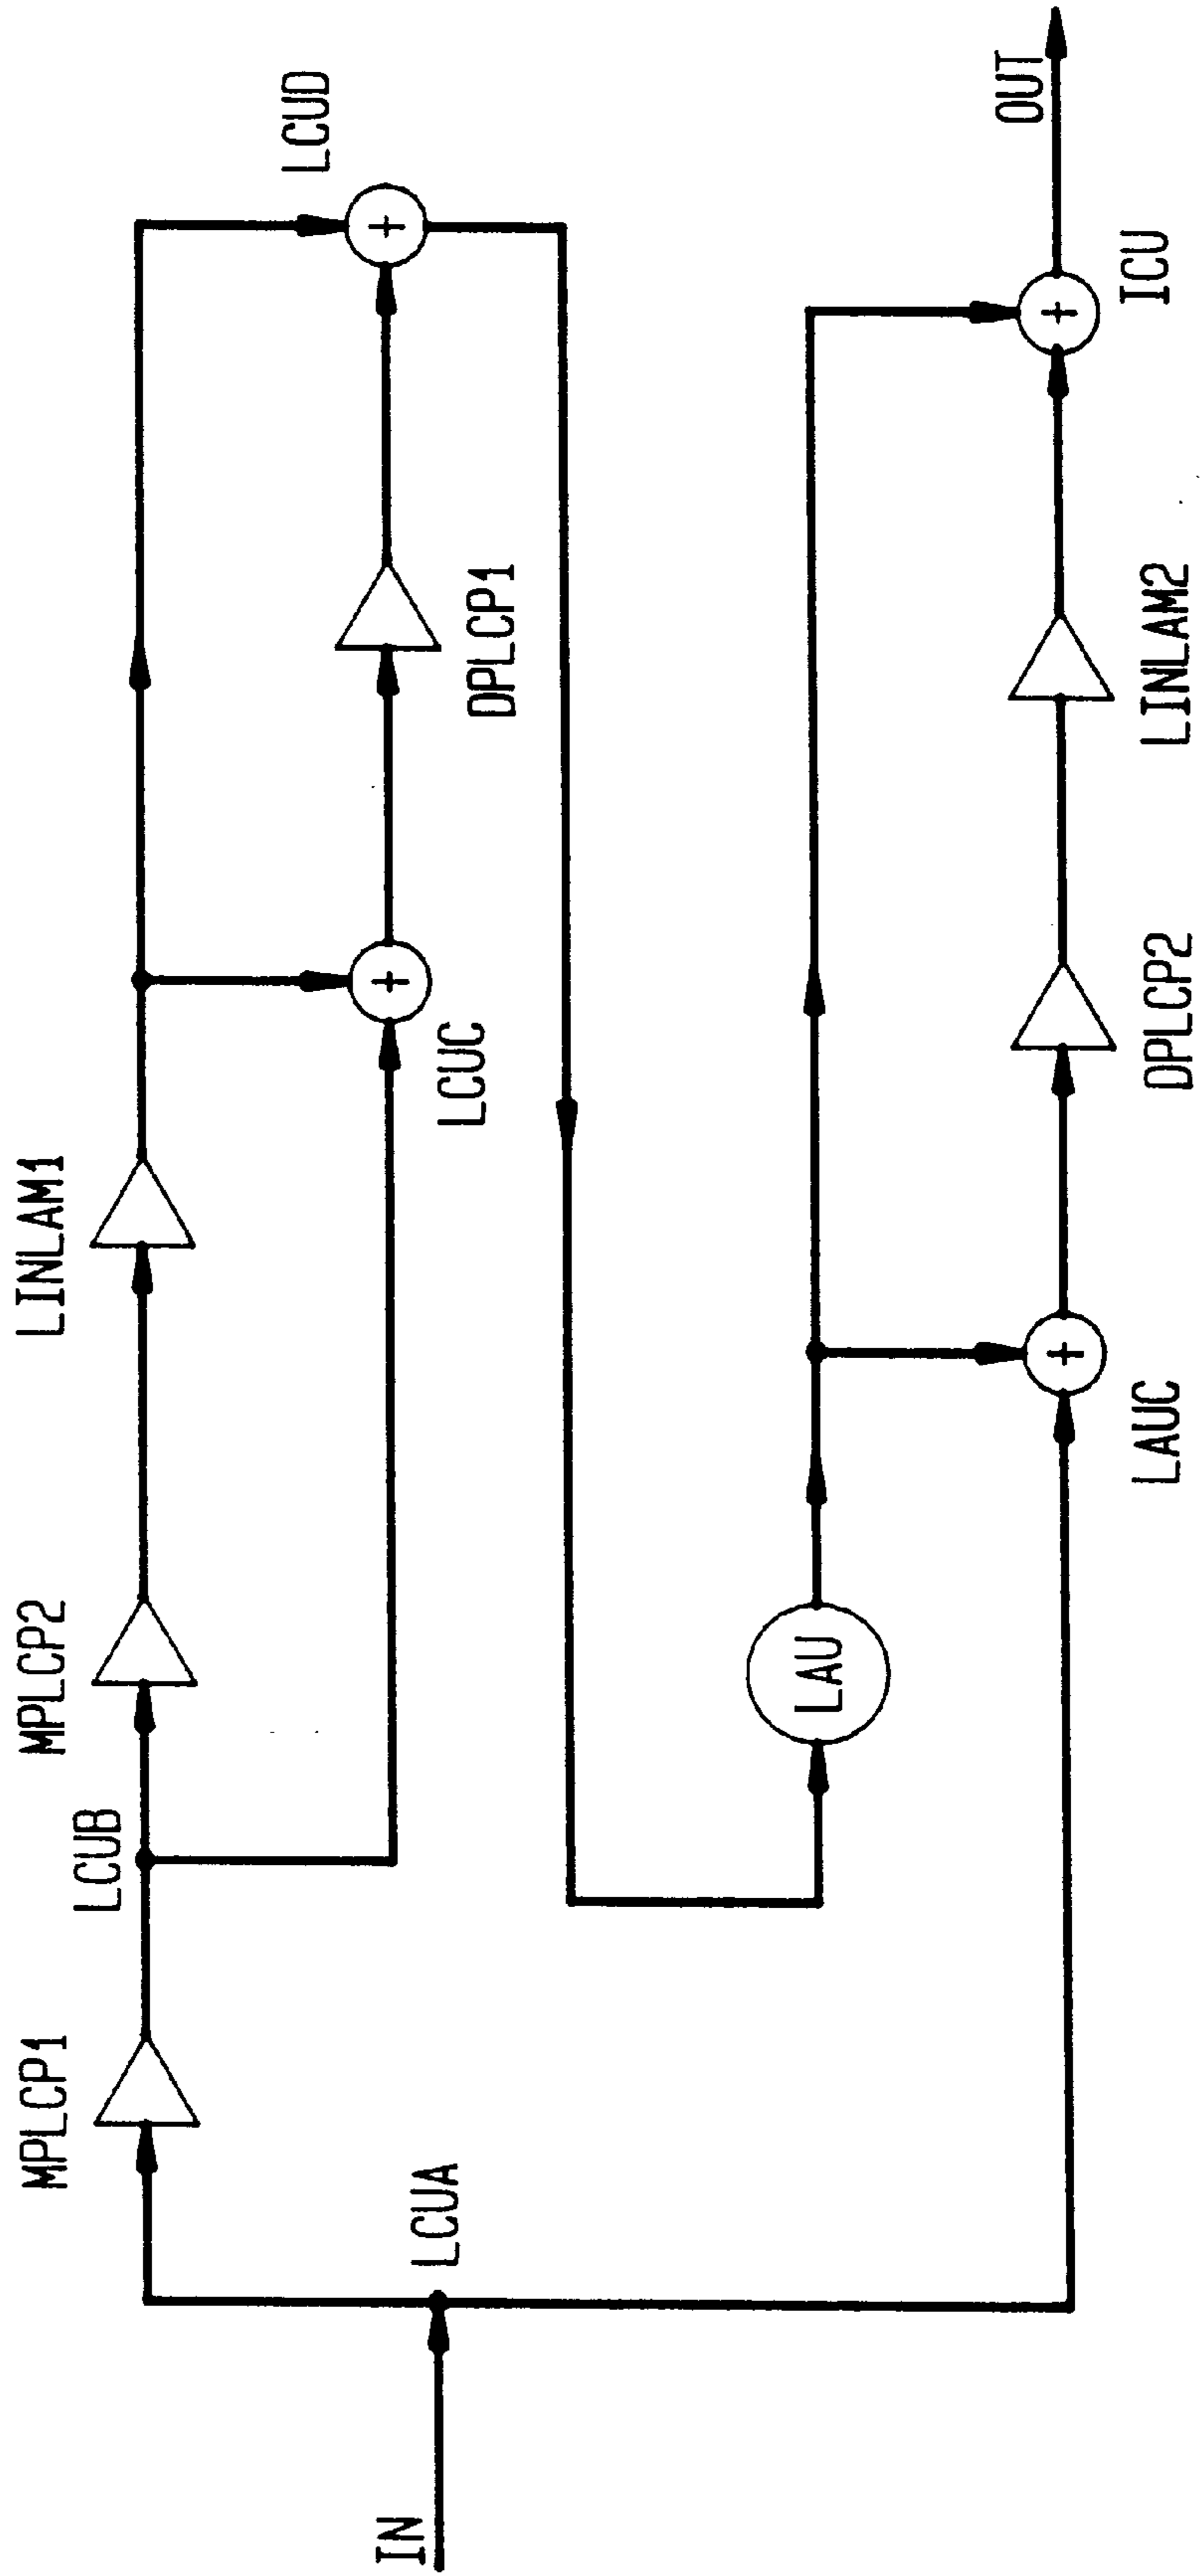 IN
LCUA
MPLCP1
LCUB
MPLCP2
LINLAM1
LCUC
DPLCP1
LCUD
LAU
LAUC
DPLCP2
LINLAM2
ICU
OUT